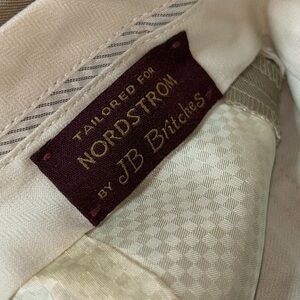 TAILORED FOR
NORDSTROM
BY JB Britches